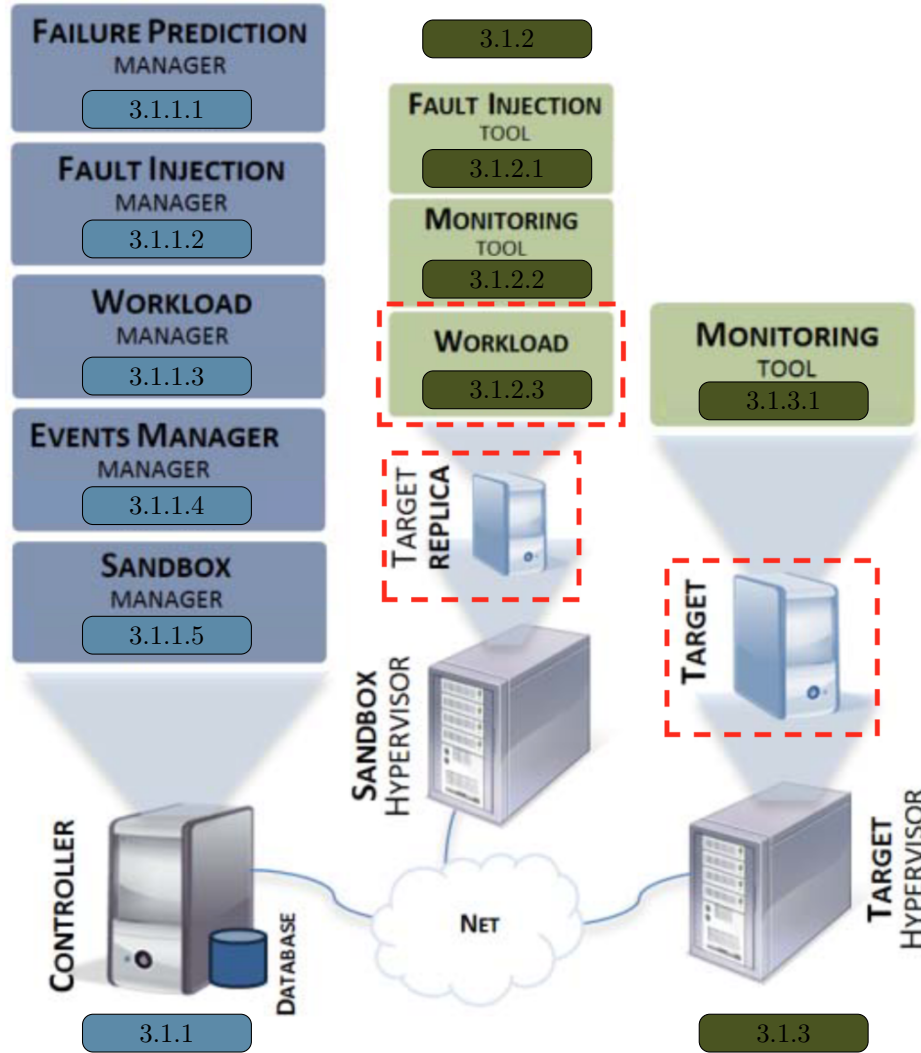 FAILURE PREDICTION
MANAGER
3.1.1.1
FAULT INJECTION
MANAGER
3.1.1.2
WORKLOAD
MANAGER
3.1.1.3
EVENTS MANAGER
MANAGER
3.1.1.4
SANDBOX
MANAGER
3.1.1.5
CONTROLLER
DATABASE
3.1.1
3.1.2
FAULT INJECTION
TOOL
3.1.2.1
MONITORING
TOOL
3.1.2.2
WORKLOAD
3.1.2.3
TARGET
REPLICA
SANDBOX
HYPERVISOR
NET
MONITORING
TOOL
3.1.3.1
TARGET
TARGET
HYPERVISOR
3.1.3